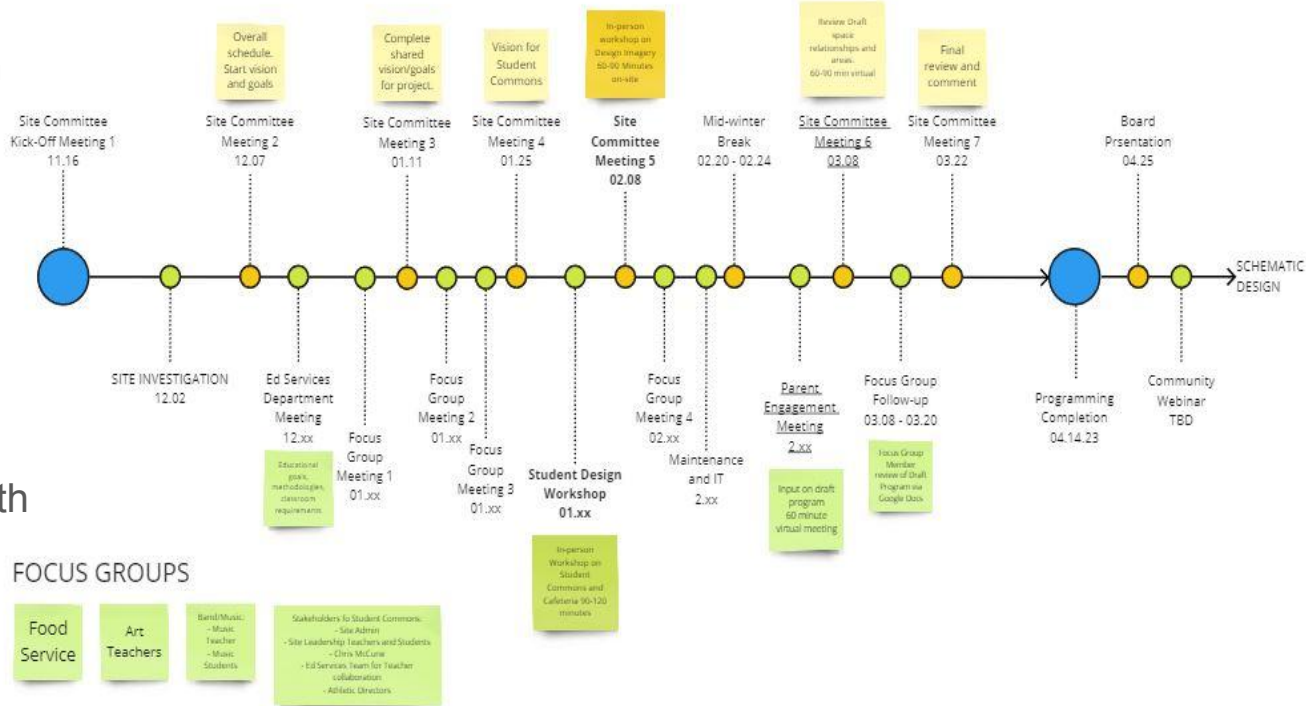 Overall
schedule.
Start vision
and goals
Complete
shared
vision/goals
for project.
Vision for
Student
Commons
In-person
workshop on
Design Imagery
60-90 Minutes
on-site
Review Draft
space
relationships and
areas.
60-90 min virtual
Final
review and
comment
Site Committee
Kick-Off Meeting 1
11.16
Site Committee
Meeting 2
12.07
Site Committee
Meeting 3
01.11
Site Committee
Meeting 4
01.25
Site
Committee
Meeting 5
02.08
Mid-winter
Break
02.20 - 02.24
Site Committee
Meeting 6
03.08
Site Committee
Meeting 7
03.22
Board
Prsentation
04.25
SCHEMATIC
DESIGN
SITE INVESTIGATION
12.02
Ed Services
Department
Meeting
12.xx
Educational
goals,
methodologies,
classroom
requirements
Focus
Group
Meeting 1
01.xx
Focus
Group
Meeting 2
01.xx
Focus
Group
Meeting 3
01.xx
Student Design
Workshop
01.xx
In-person
Workshop on
Student
Commons and
Cafeteria 90-120
minutes
Focus
Group
Meeting 4
02.xx
Maintenance
and IT
2.xx
Parent
Engagement
Meeting
2.xx
Input on draft
program
60 minute
virtual meeting
Focus Group
Follow-up
03.08 - 03.20
Focus Group
Member
review of Draft
Program via
Google Docs
Programming
Completion
04.14.23
Community
Webinar
TBD
th
FOCUS GROUPS
Food
Service
Art
Teachers
Band/Music:
- Music
Teacher
- Music
Students
Stakeholders fo Student Commons:
- Site Admin
- Site Leadership Teachers and Students
- Chris McCune
- Ed Services Team for Teacher
collaboration
- Athletic Directors